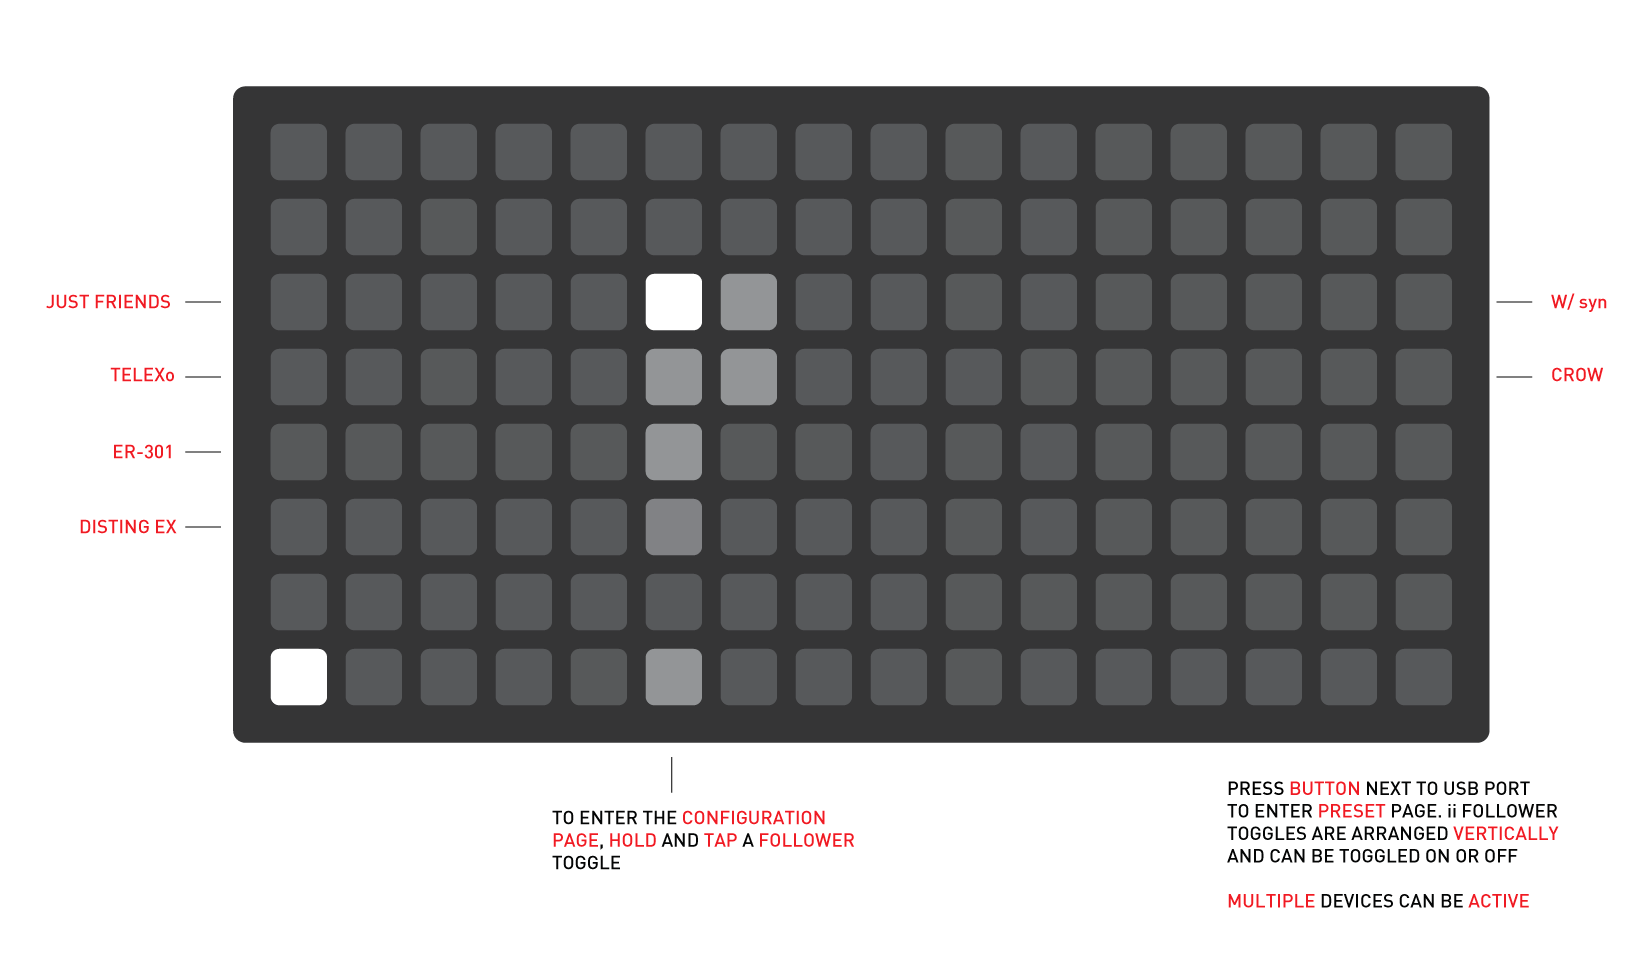 JUST FRIENDS
W/ syn
TELEXo
CROW
ER-301
DISTING EX
TO ENTER THE CONFIGURATION
PAGE, HOLD AND TAP A FOLLOWER
TOGGLE
PRESS BUTTON NEXT TO USB PORT
TO ENTER PRESET PAGE. ii FOLLOWER
TOGGLES ARE ARRANGED VERTICALLY
AND CAN BE TOGGLED ON OR OFF
MULTIPLE DEVICES CAN BE ACTIVE